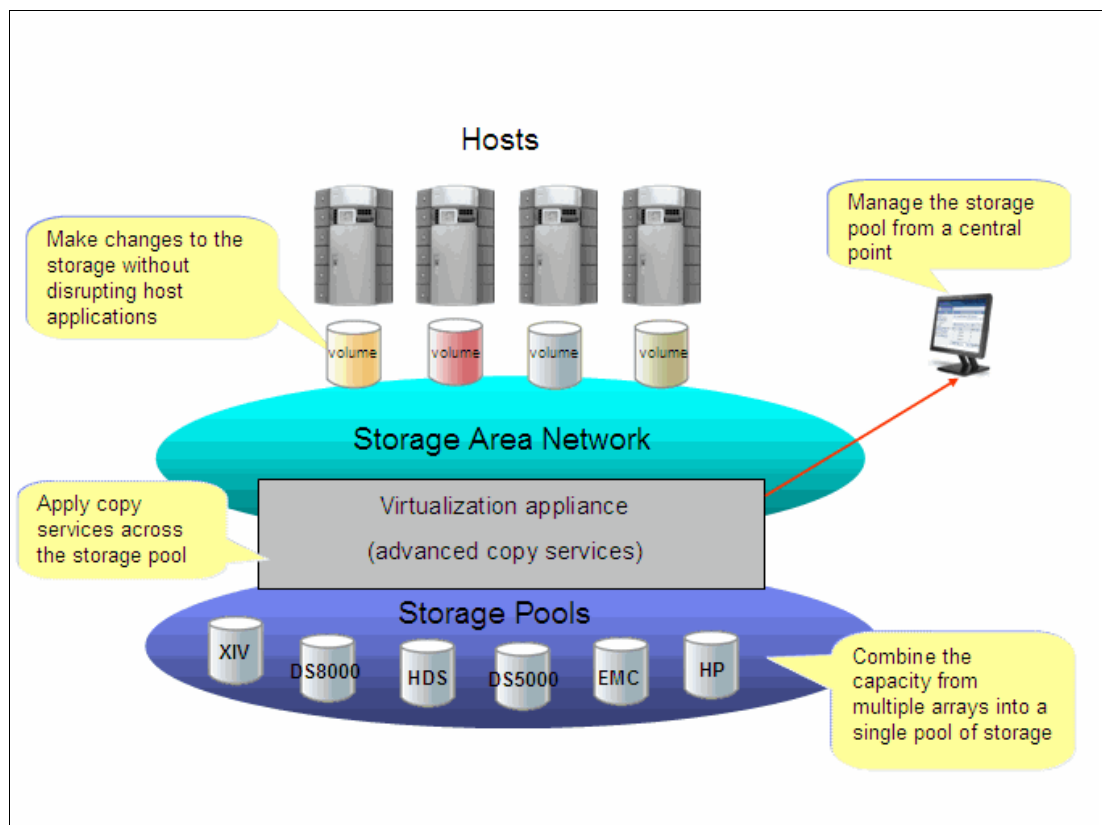 Hosts
Manage the storage
pool from a central
point
Make changes to the
storage without
disrupting host
applications
volume
volume
volume
volume
Storage Area Network
Apply copy
services across
the storage pool
Virtualization appliance
(advanced copy services)
Storage Pools
XIV
DS8000
HDS
DS5000
EMC
HP
Combine the
capacity from
multiple arrays into a
single pool of storage